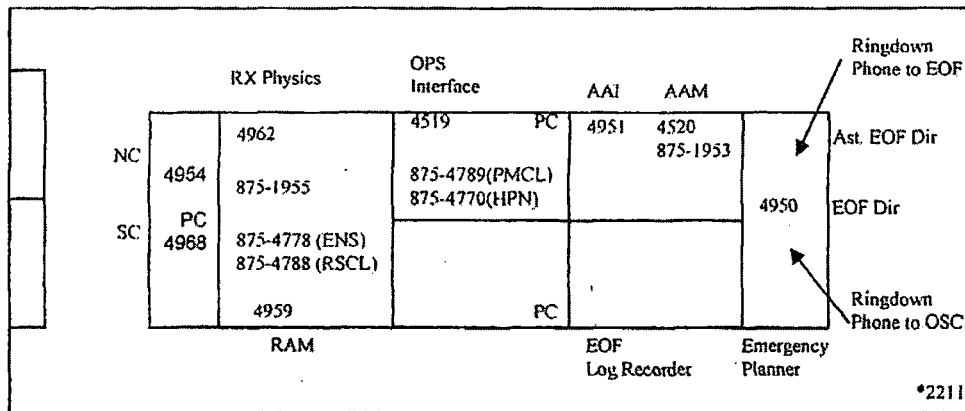 Ringdown
Phone to EOF
OPS
Interface
RX Physics
AAI
AAM
4519
PC
4951
4520
4962
875-1953
Ast. EOF Dir
NC
4954
875-4789(PMCL)
875-1955
875-4770(HPN)
4950
EOF Dir
PC
SC
4968
875-4778 (ENS)
875-4788 (RSCL)
Ringdown
Phone to OSC
4959
PC
RAM
EOF
Log Recorder
Emergency
Planner
*2211